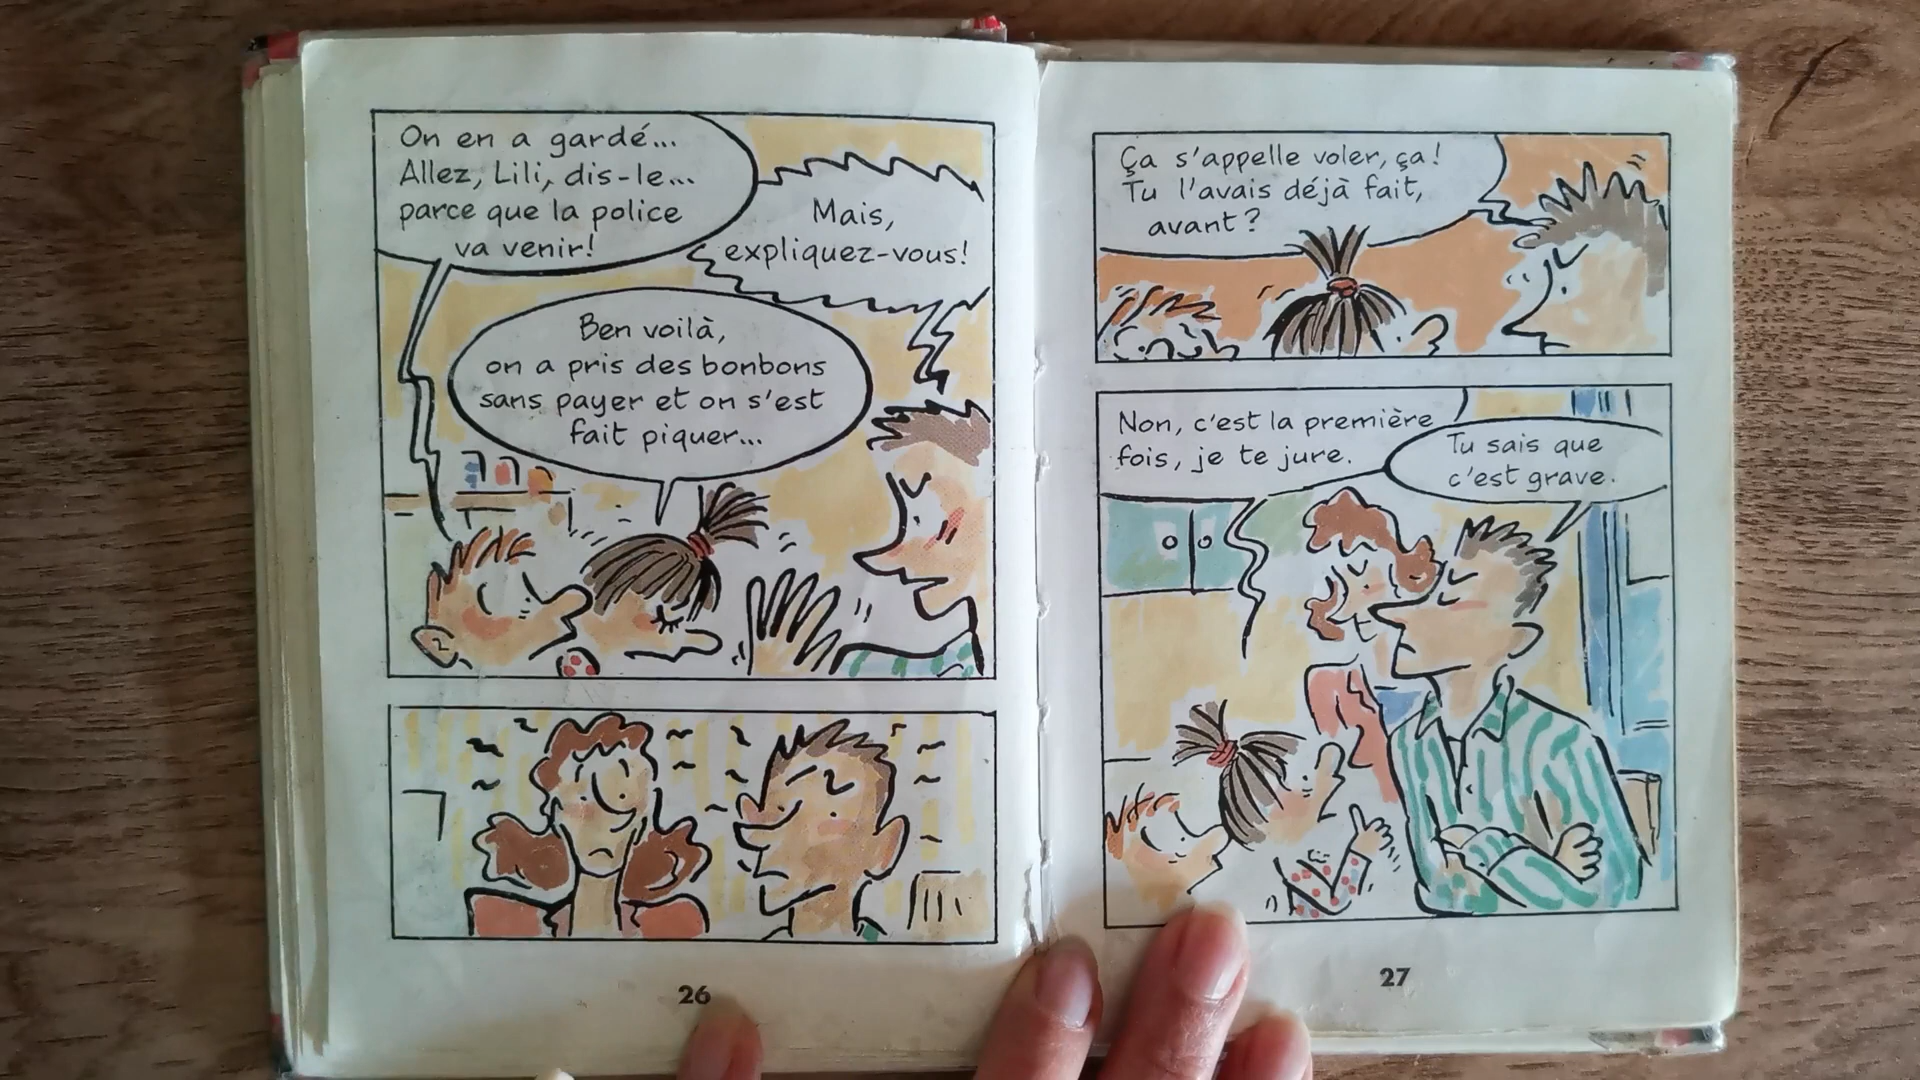 On en a gardé...
Allez, Lili, dis-le...
parce que la police
va venir!
Mais,
expliquez-vous!
Ben voilà,
on a pris des bonbons
sans payer et on s'est
fait piquer...
26
Ça s'appelle voler, ça!
Tu l'avais déjà fait,
avant?
Non, c'est la première
fois, je te jure.
Tu sais que
c'est grave.
27